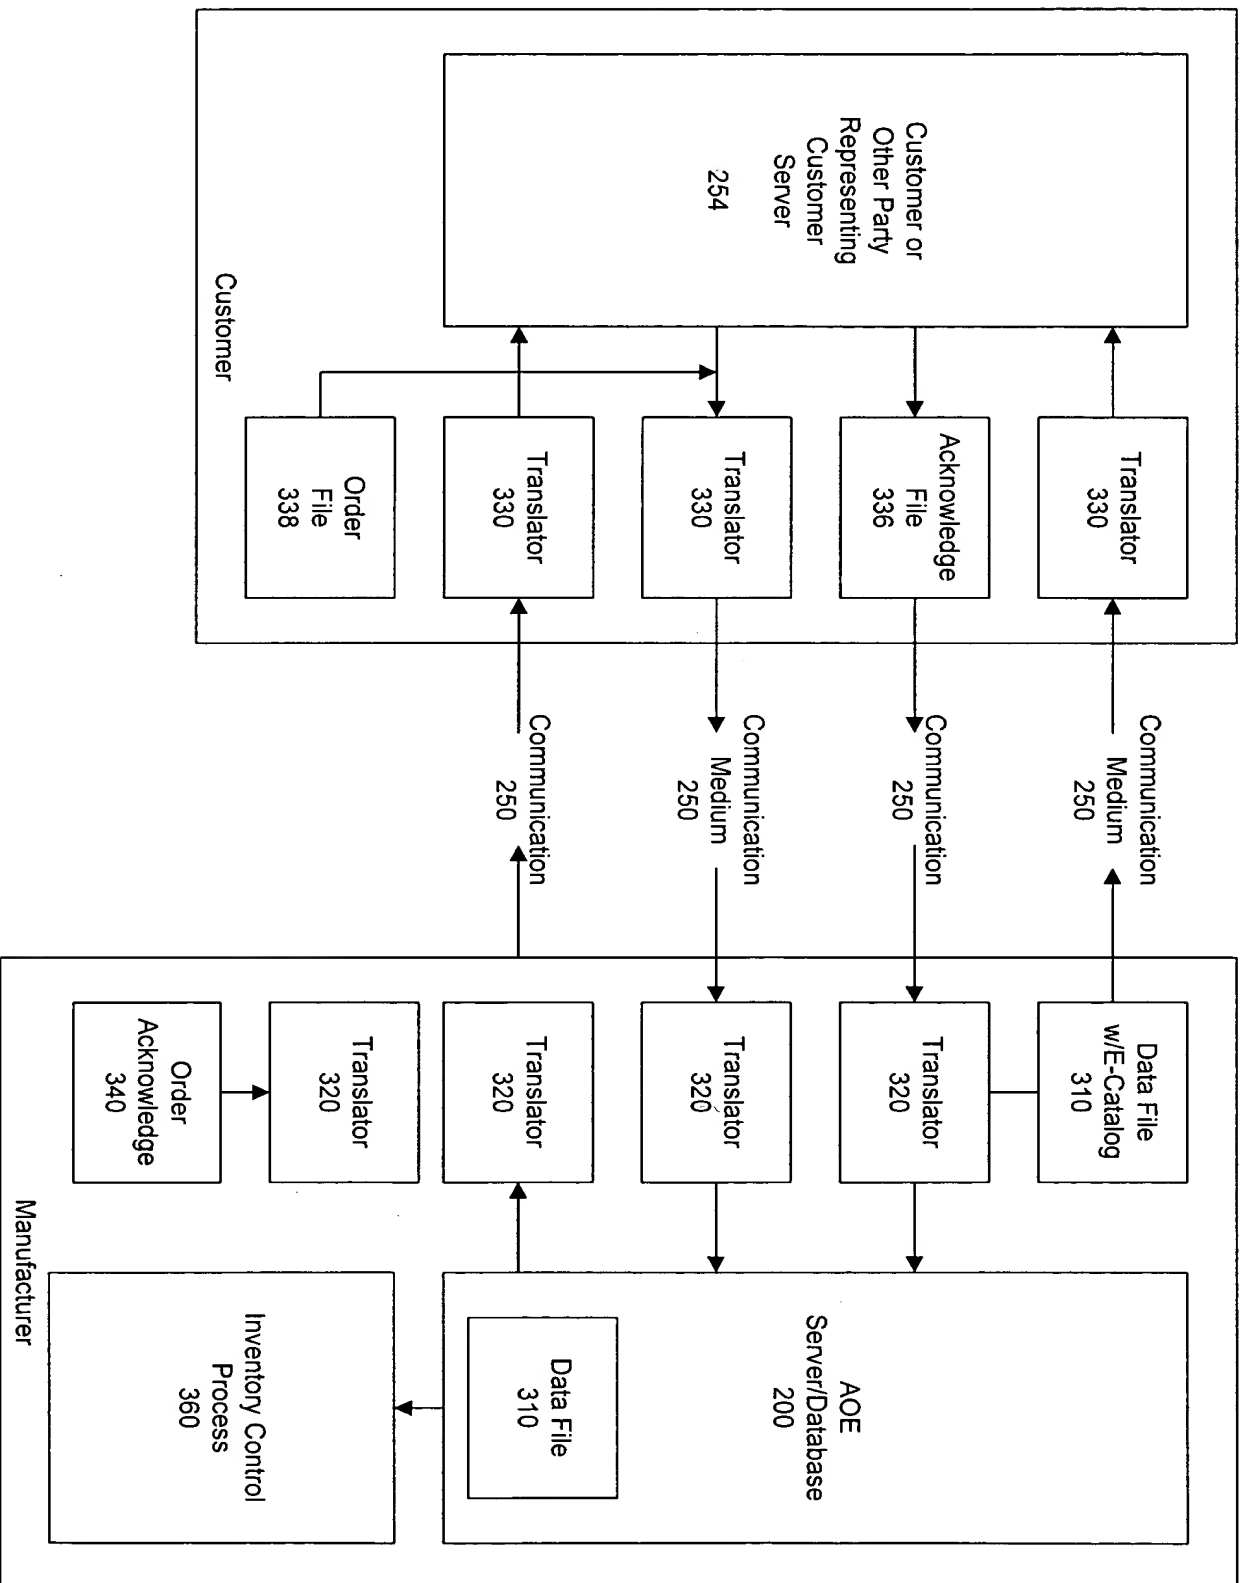 Customer or
Other Party
Representing
Customer
Server
254
Translator
330
Acknowledge
File
336
Translator
330
Translator
330
Order
File
338
Customer
Communication
Medium
250
Communication
250
Communication
Medium
250
Communication
250
Data File
w/E-Catalog
310
Translator
320
Translator
320
Translator
320
Translator
320
Order
Acknowledge
340
AOE
Server/Database
200
Data File
310
Inventory Control
Process
360
Manufacturer